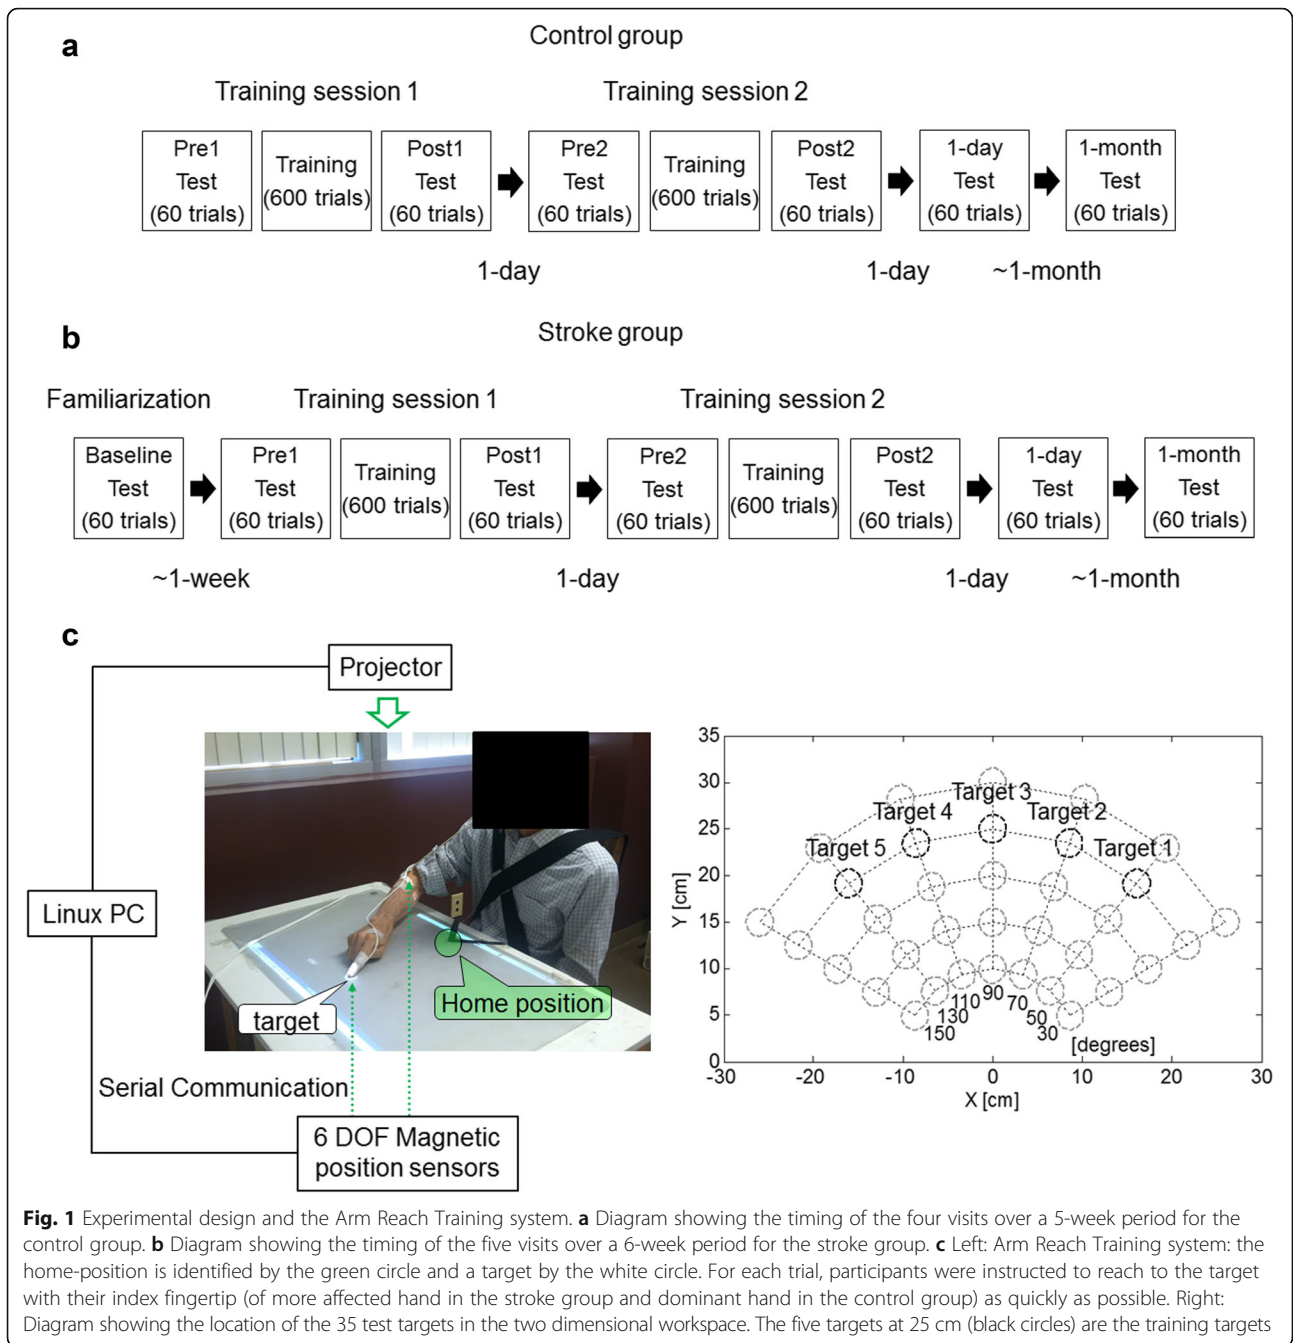 a
Control group
Training session 1
Training session 2
Pre1
Test
(60 trials)
Training
(600 trials)
Post1
Test
(60 trials)
Pre2
Test
(60 trials)
Training
(600 trials)
Post2
Test
(60 trials)
1-day
Test
(60 trials)
1-month
Test
(60 trials)
1-day
1-day
~1-month
b
Stroke group
Familiarization
Training session 1
Training session 2
Baseline
Test
(60 trials)
Pre1
Test
(60 trials)
Training
(600 trials)
Post1
Test
(60 trials)
Pre2
Test
(60 trials)
Training
(600 trials)
Post2
Test
(60 trials)
1-day
Test
(60 trials)
1-month
Test
(60 trials)
~1-week
1-day
1-day
~1-month
c
Projector
Linux PC
target
Home position
Serial Communication
6 DOF Magnetic
position sensors
35
30
25
20
15
10
5
0
Y [cm]
Target 3
Target 4
Target 2
Target 5
Target 1
150
130
110
90
70
50
30
[degrees]
-30
-20
-10
0
10
20
30
X [cm]
Fig. 1 Experimental design and the Arm Reach Training system. a Diagram showing the timing of the four visits over a 5-week period for the
control group. b Diagram showing the timing of the five visits over a 6-week period for the stroke group. c Left: Arm Reach Training system: the
home-position is identified by the green circle and a target by the white circle. For each trial, participants were instructed to reach to the target
with their index fingertip (of more affected hand in the stroke group and dominant hand in the control group) as quickly as possible. Right:
Diagram showing the location of the 35 test targets in the two dimensional workspace. The five targets at 25 cm (black circles) are the training targets